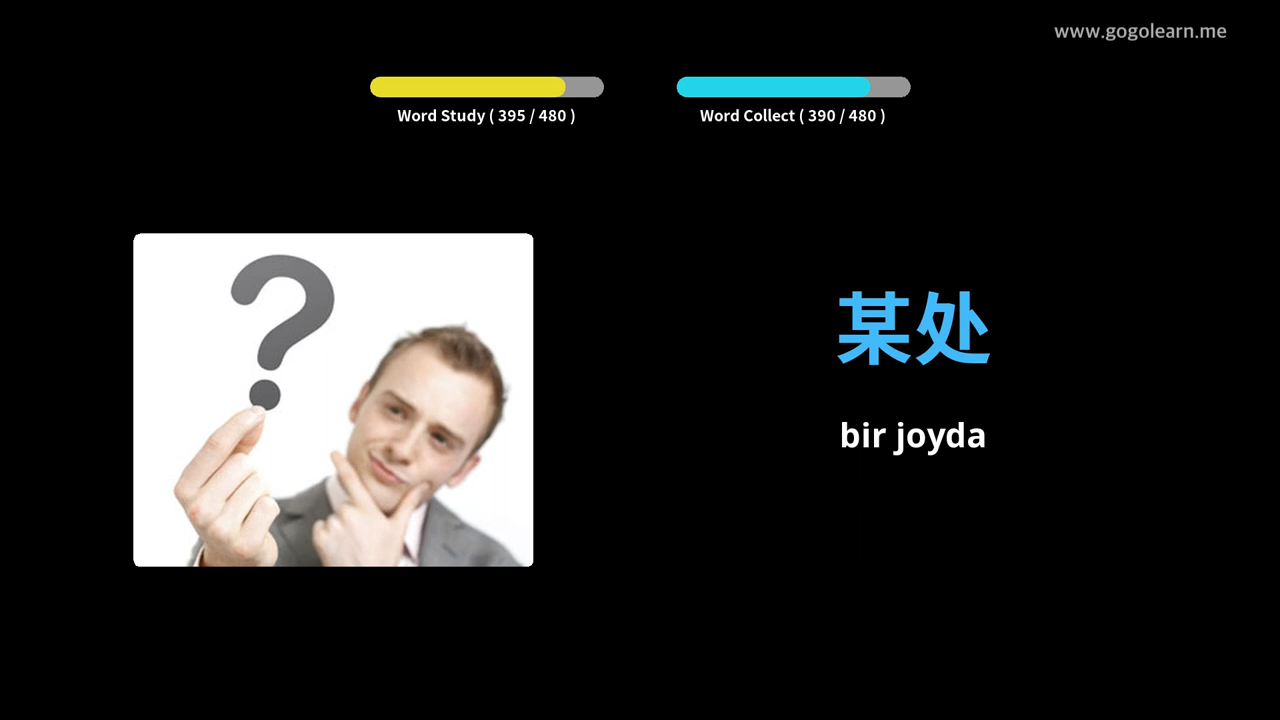 www.gogolearn.me
Word Study ( 395 / 480 )
Word Collect ( 390 / 480 )
?
某处
bir joyda